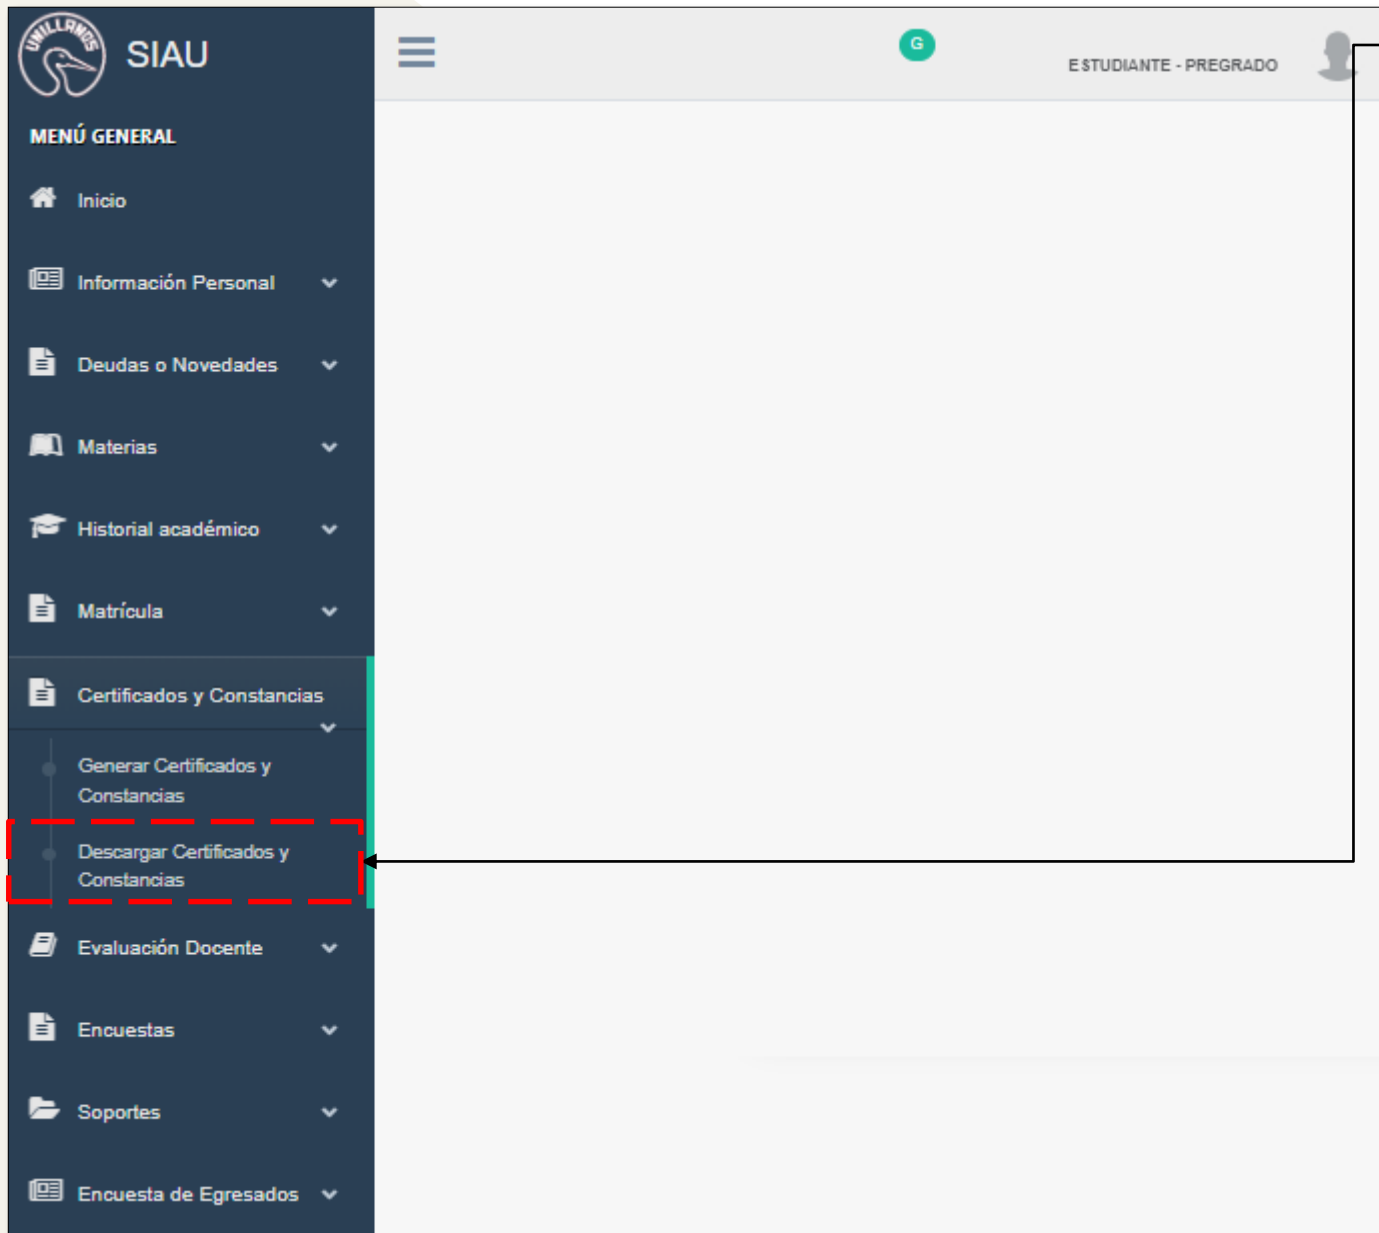 UNILLANOS
SIAU
G
ESTUDIANTE - PREGRADO
MENÚ GENERAL
Inicio
Información Personal
Deudas o Novedades
Materias
Historial académico
Matrícula
Certificados y Constancias
Generar Certificados y
Constancias
Descargar Certificados y
Constancias
Evaluación Docente
Encuestas
Soportes
Encuesta de Egresados